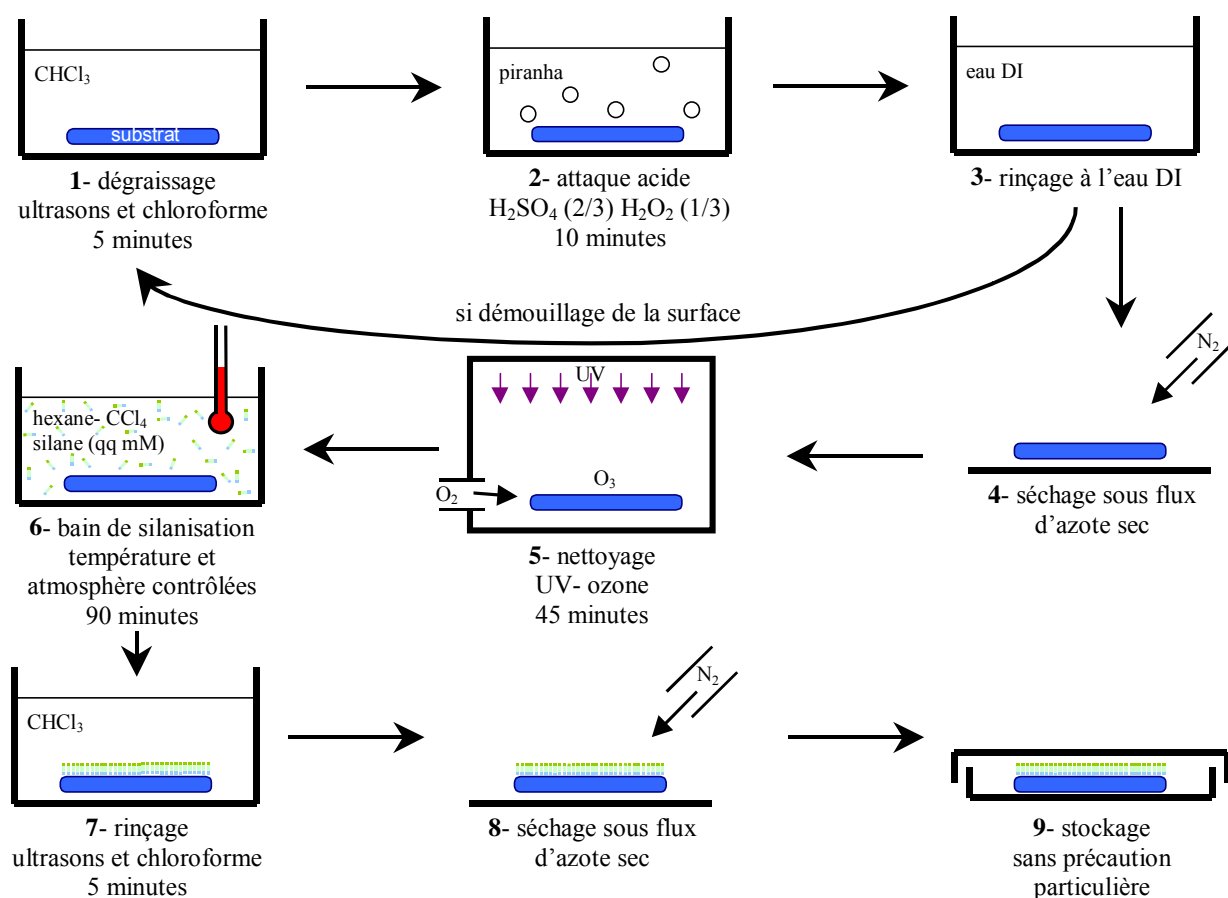 CHCl₃
substrat
1- dégraissage
ultrasons et chloroforme
5 minutes
piranha
2- attaque acide
H₂SO₄ (2/3) H₂O₂ (1/3)
10 minutes
eau DI
3- rinçage à l'eau DI
si démouillage de la surface
N₂
4- séchage sous flux
d'azote sec
UV
O₃
O₂
5- nettoyage
UV- ozone
45 minutes
hexane- CCl₄
silane (qq mM)
6- bain de silanisation
température et
atmosphère contrôlées
90 minutes
CHCl₃
7- rinçage
ultrasons et chloroforme
5 minutes
N₂
8- séchage sous flux
d'azote sec
9- stockage
sans précaution
particulière